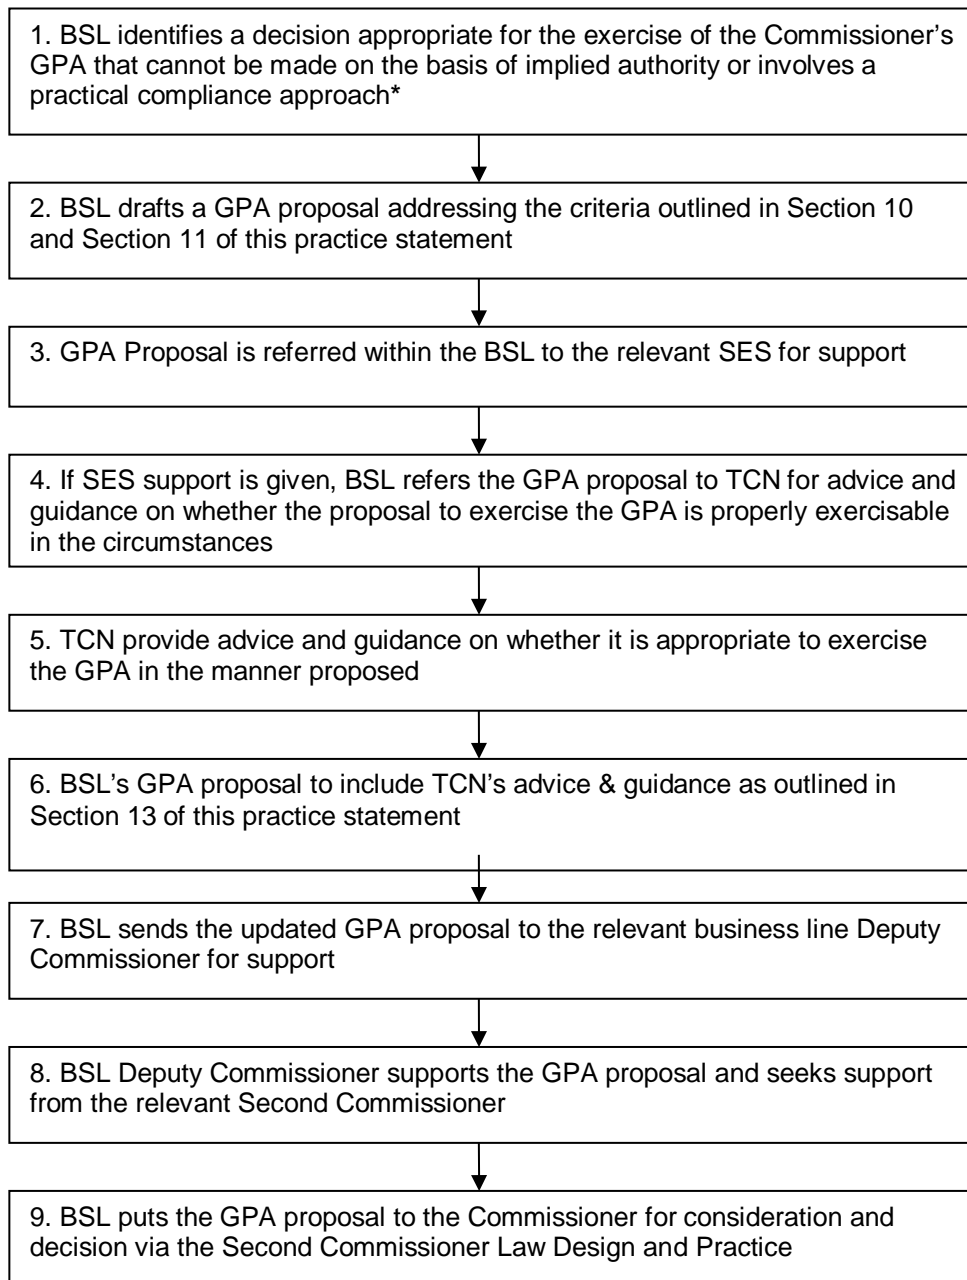 1. BSL identifies a decision appropriate for the exercise of the Commissioner's
GPA that cannot be made on the basis of implied authority or involves a
practical compliance approach*
2. BSL drafts a GPA proposal addressing the criteria outlined in Section 10
and Section 11 of this practice statement
3. GPA Proposal is referred within the BSL to the relevant SES for support
4. If SES support is given, BSL refers the GPA proposal to TCN for advice and
guidance on whether the proposal to exercise the GPA is properly exercisable
in the circumstances
5. TCN provide advice and guidance on whether it is appropriate to exercise
the GPA in the manner proposed
6. BSL's GPA proposal to include TCN's advice & guidance as outlined in
Section 13 of this practice statement
7. BSL sends the updated GPA proposal to the relevant business line Deputy
Commissioner for support
8. BSL Deputy Commissioner supports the GPA proposal and seeks support
from the relevant Second Commissioner
9. BSL puts the GPA proposal to the Commissioner for consideration and
decision via the Second Commissioner Law Design and Practice